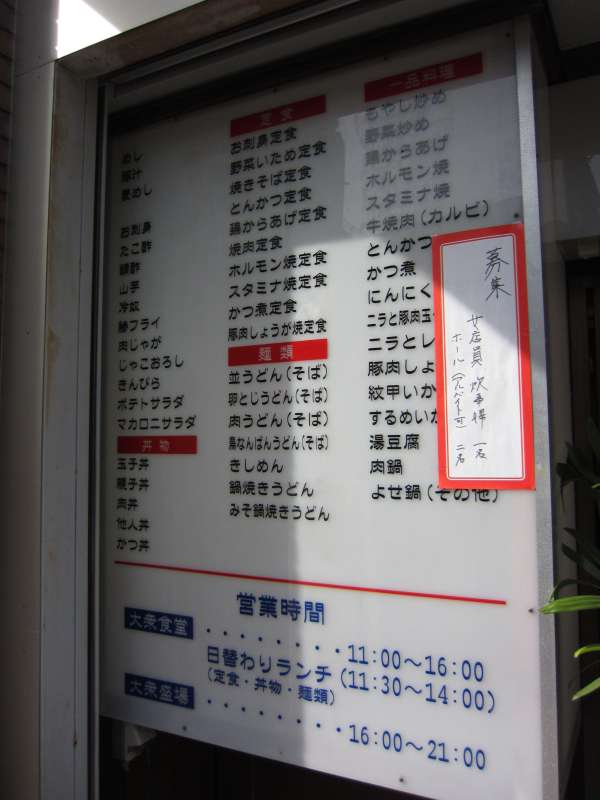 めし
豚汁
麦めし
お刺身
たこ酢
鯖酢
山芋
冷奴
串フライ
肉じゃが
じゃこおろし
きんぴら
ポテトサラダ
マカロニサラダ
丼物
玉子丼
親子丼
肉丼
他人丼
かつ丼
定食
お刺身定食
野菜いため定食
焼きそば定食
とんかつ定食
鶏からあげ定食
焼肉定食
ホルモン焼定食
スタミナ焼定食
かつ煮定食
豚肉しょうが焼定食
麺類
並うどん(そば)
卵とじうどん(そば)
肉うどん(そば)
鳥なんばんうどん(そば)
きしめん
鍋焼きうどん
みそ鍋焼きうどん
一品料理
もやし炒め
野菜炒め
鶏からあげ
ホルモン焼
スタミナ焼
牛焼肉(カルビ)
とんかつ
かつ煮
にんにく
ニラと豚肉玉
ニラとレ
豚肉しょ
紋甲いか
するめいか
湯豆腐
肉鍋
よせ鍋(その他)
募集
女店員 炊事場 一名
ホール(アルバイト可) 二名
営業時間
大衆食堂 ・・・・・・・・11:00〜16:00
日替わりランチ(11:30〜14:00)
(定食・丼物・麺類)
大衆盛場 ・・・・・・・・16:00〜21:00